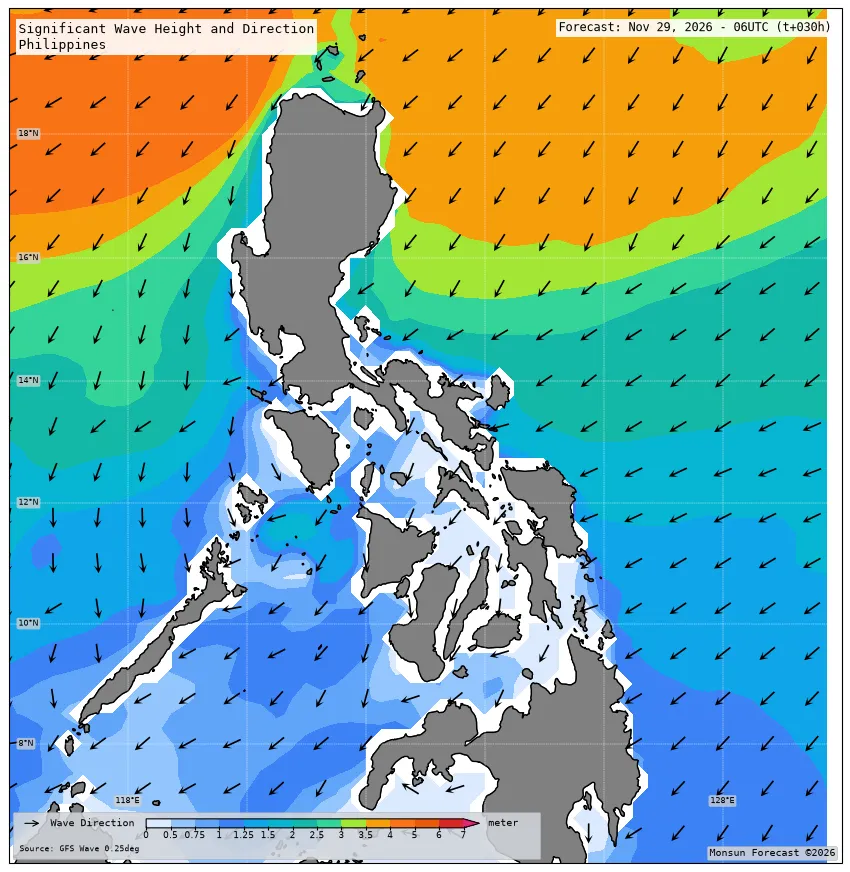 Significant Wave Height and Direction
Philippines
Forecast: Nov 29, 2026 - 06UTC (t+030h)
18°N
16°N
14°N
12°N
10°N
8°N
118°E
128°E
Wave Direction
0 0.5 0.75 1 1.25 1.5 2 2.5 3 3.5 4 5 6 7
meter
Source: GFS Wave 0.25deg
Monsun Forecast ©2026